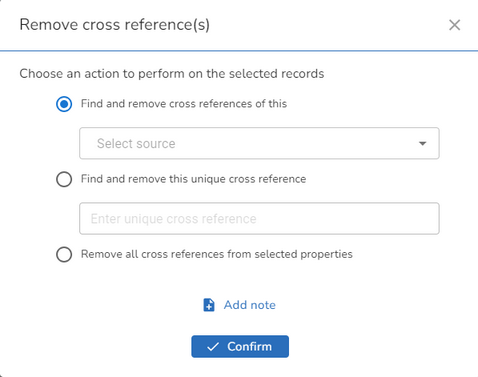 Remove cross reference(s)
Choose an action to perform on the selected records
Find and remove cross references of this
Select source
Find and remove this unique cross reference
Enter unique cross reference
Remove all cross references from selected properties
Add note
Confirm